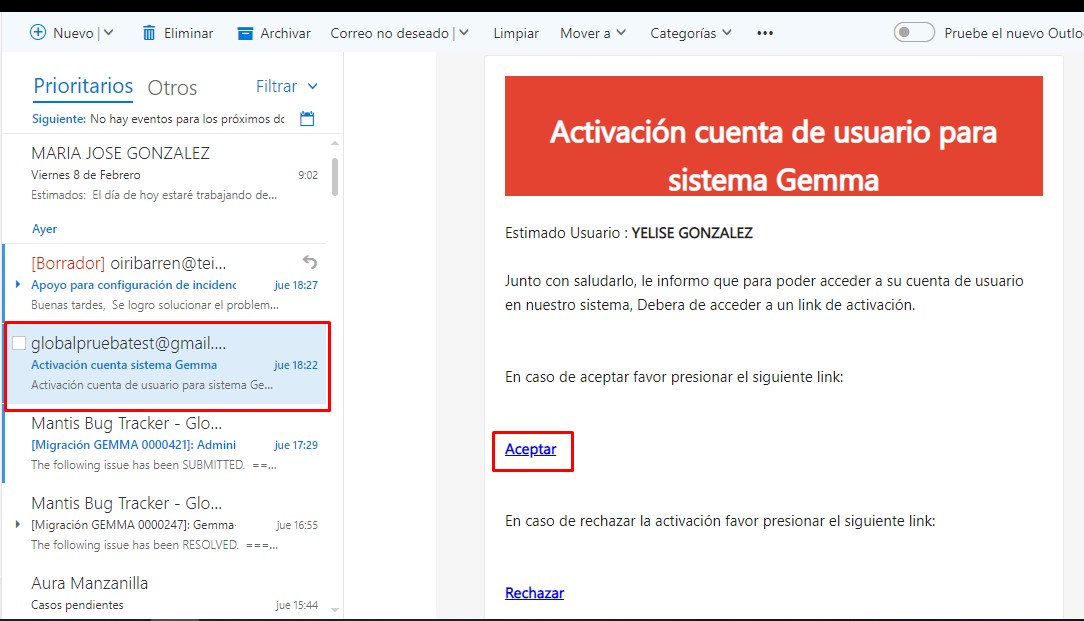 Nuevo
Eliminar
Archivar
Correo no deseado
Limpiar
Mover a
Categorías
Pruebe el nuevo Outlo
Prioritarios
Otros
Filtrar
Siguiente: No hay eventos para los próximos dc
MARIA JOSE GONZALEZ
Viernes 8 de Febrero 9:02
Estimados: El día de hoy estaré trabajando de...
Ayer
[Borrador] oiribarren@tei...
Apoyo para configuración de incidenc jue 18:27
Buenas tardes, Se logro solucionar el problem...
globalpruebatest@gmail....
Activación cuenta sistema Gemma jue 18:22
Activación cuenta de usuario para sistema Ge...
Mantis Bug Tracker - Glo...
[Migración GEMMA 0000421]: Admini jue 17:29
The following issue has been SUBMITTED. ==...
Mantis Bug Tracker - Glo...
[Migración GEMMA 0000247]: Gemma- jue 16:55
The following issue has been RESOLVED. ===...
Aura Manzanilla
Casos pendientes jue 15:44
Activación cuenta de usuario para
sistema Gemma
Estimado Usuario : YELISE GONZALEZ
Junto con saludarlo, le informo que para poder acceder a su cuenta de usuario
en nuestro sistema, Debera de acceder a un link de activación.
En caso de aceptar favor presionar el siguiente link:
Aceptar
En caso de rechazar la activación favor presionar el siguiente link:
Rechazar